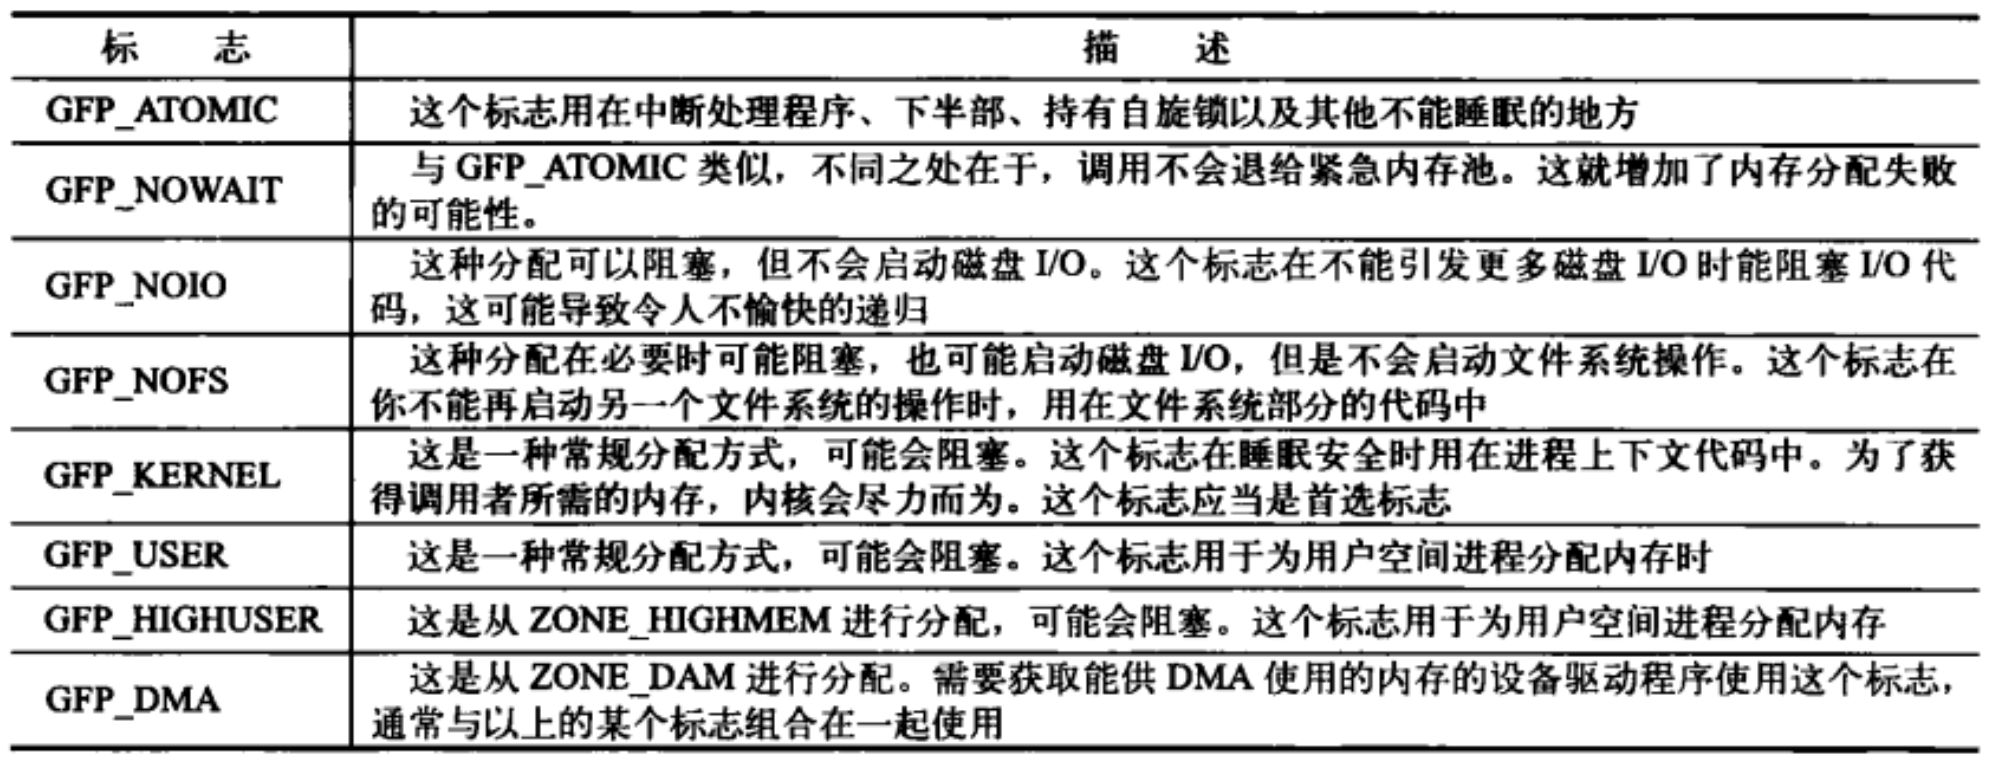 标 志 描 述
GFP_ATOMIC 这个标志用在中断处理程序、下半部、持有自旋锁以及其他不能睡眠的地方
GFP_NOWAIT 与 GFP_ATOMIC 类似，不同之处在于，调用不会退给紧急内存池。这就增加了内存分配失败
的可能性。
GFP_NOIO 这种分配可以阻塞，但不会启动磁盘 I/O。这个标志在不能引发更多磁盘 I/O 时能阻塞 I/O 代
码，这可能导致令人不愉快的递归
GFP_NOFS 这种分配在必要时可能阻塞，也可能启动磁盘 I/O，但是不会启动文件系统操作。这个标志在
你不能再启动另一个文件系统的操作时，用在文件系统部分的代码中
GFP_KERNEL 这是一种常规分配方式，可能会阻塞。这个标志在睡眠安全时用在进程上下文代码中。为了获
得调用者所需的内存，内核会尽力而为。这个标志应当是首选标志
GFP_USER 这是一种常规分配方式，可能会阻塞。这个标志用于为用户空间进程分配内存时
GFP_HIGHUSER 这是从 ZONE_HIGHMEM 进行分配，可能会阻塞。这个标志用于为用户空间进程分配内存
GFP_DMA 这是从 ZONE_DAM 进行分配。需要获取能供 DMA 使用的内存的设备驱动程序使用这个标志，
通常与以上的某个标志组合在一起使用